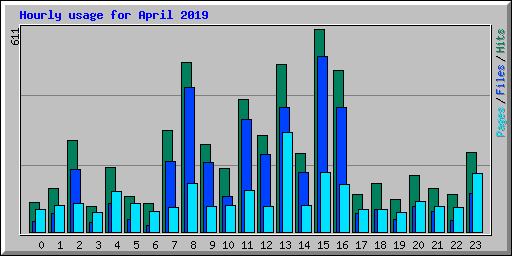 Hourly usage for April 2019
611
Pages/Files/Hits
0 1 2 3 4 5 6 7 8 9 10 11 12 13 14 15 16 17 18 19 20 21 22 23